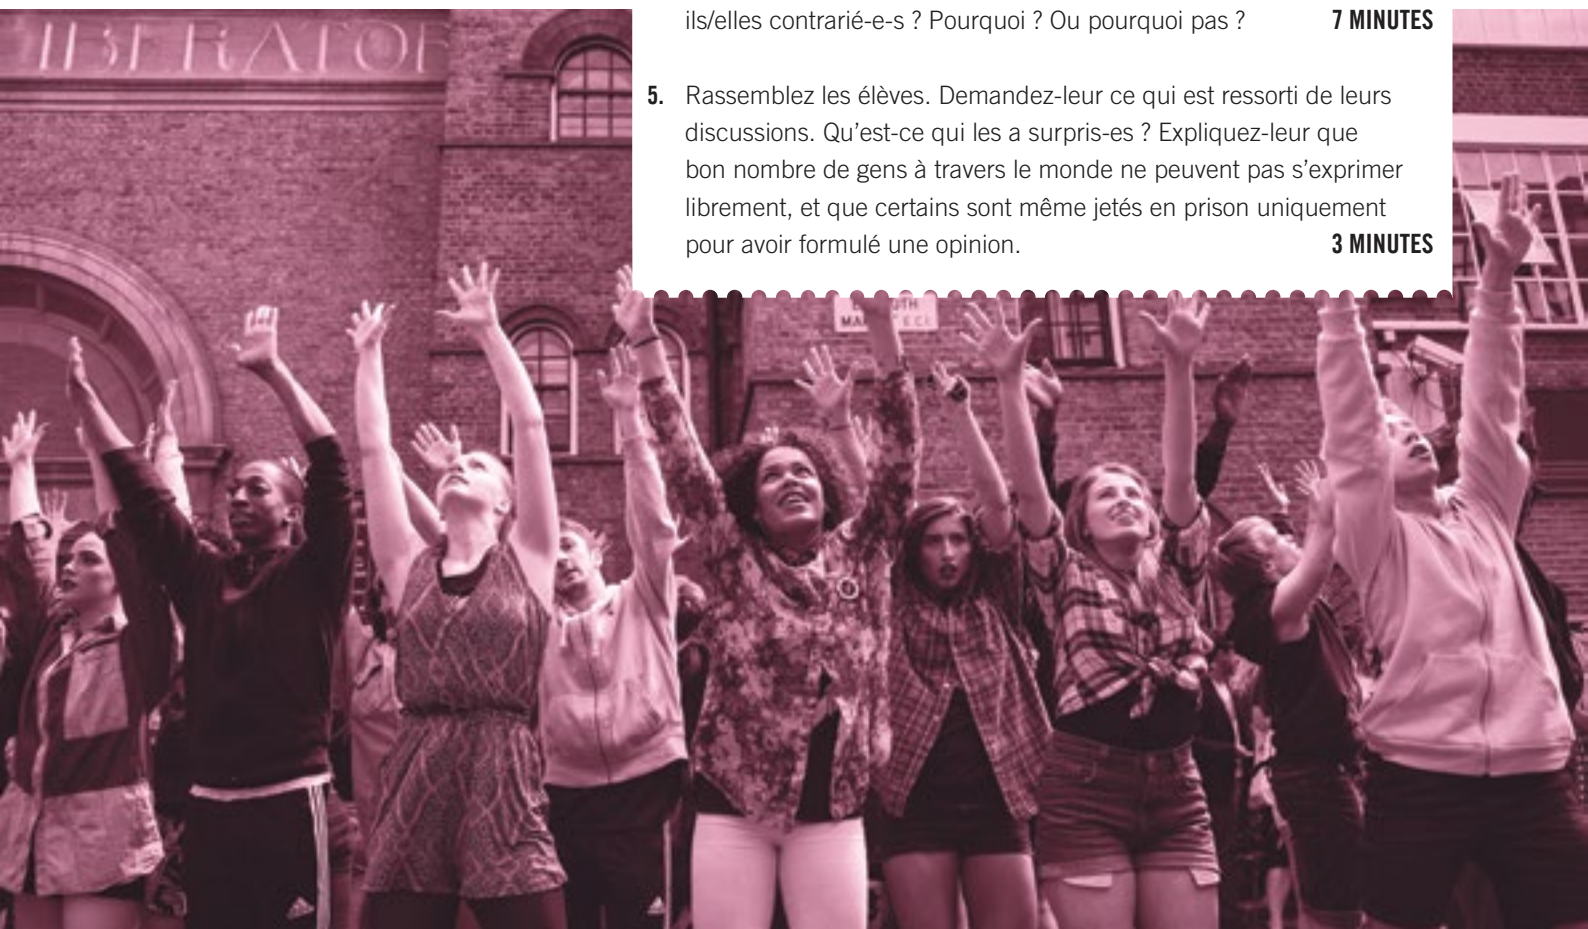 ils/elles contrarié-e-s ? Pourquoi ? Ou pourquoi pas ? 7 MINUTES
5. Rassemblez les élèves. Demandez-leur ce qui est ressorti de leurs
discussions. Qu’est-ce qui les a surpris-es ? Expliquez-leur que
bon nombre de gens à travers le monde ne peuvent pas s’exprimer
librement, et que certains sont même jetés en prison uniquement
pour avoir formulé une opinion. 3 MINUTES